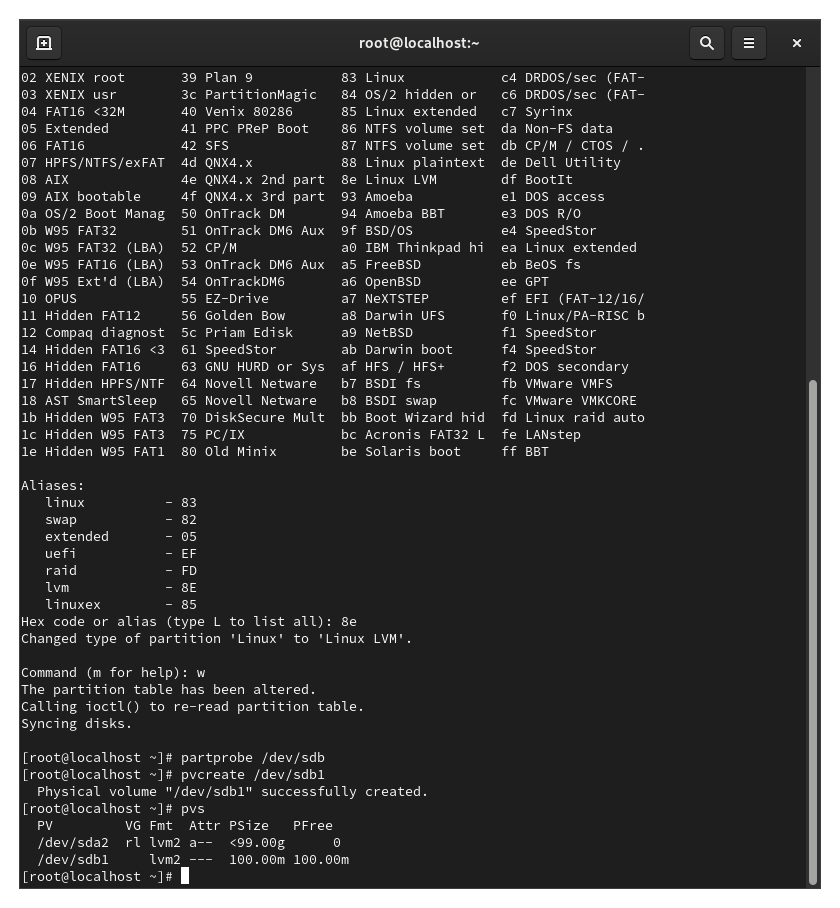 root@localhost:~
02 XENIX root       39 Plan 9           83 Linux            c4 DRDOS/sec (FAT-
03 XENIX usr        3c PartitionMagic   84 OS/2 hidden or   c6 DRDOS/sec (FAT-
04 FAT16 <32M       40 Venix 80286      85 Linux extended   c7 Syrinx
05 Extended         41 PPC PReP Boot    86 NTFS volume set  da Non-FS data
06 FAT16            42 SFS              87 NTFS volume set  db CP/M / CTOS / .
07 HPFS/NTFS/exFAT  4d QNX4.x           88 Linux plaintext  de Dell Utility
08 AIX              4e QNX4.x 2nd part  8e Linux LVM        df BootIt
09 AIX bootable     4f QNX4.x 3rd part  93 Amoeba           e1 DOS access
0a OS/2 Boot Manag  50 OnTrack DM       94 Amoeba BBT       e3 DOS R/O
0b W95 FAT32        51 OnTrack DM6 Aux  9f BSD/OS           e4 SpeedStor
0c W95 FAT32 (LBA)  52 CP/M             a0 IBM Thinkpad hi  ea Linux extended
0e W95 FAT16 (LBA)  53 OnTrack DM6 Aux  a5 FreeBSD          eb BeOS fs
0f W95 Ext'd (LBA)  54 OnTrackDM6       a6 OpenBSD          ee GPT
10 OPUS             55 EZ-Drive         a7 NeXTSTEP         ef EFI (FAT-12/16/
11 Hidden FAT12     56 Golden Bow       a8 Darwin UFS       f0 Linux/PA-RISC b
12 Compaq diagnost  5c Priam Edisk      a9 NetBSD           f1 SpeedStor
14 Hidden FAT16 <3  61 SpeedStor        ab Darwin boot      f4 SpeedStor
16 Hidden FAT16     63 GNU HURD or Sys  af HFS / HFS+       f2 DOS secondary
17 Hidden HPFS/NTF  64 Novell Netware   b7 BSDI fs          fb VMware VMFS
18 AST SmartSleep   65 Novell Netware   b8 BSDI swap        fc VMware VMKCORE
1b Hidden W95 FAT3  70 DiskSecure Mult  bb Boot Wizard hid  fd Linux raid auto
1c Hidden W95 FAT3  75 PC/IX            bc Acronis FAT32 L  fe LANstep
1e Hidden W95 FAT1  80 Old Minix        be Solaris boot     ff BBT
Aliases:
   linux          - 83
   swap           - 82
   extended       - 05
   uefi           - EF
   raid           - FD
   lvm            - 8E
   linuxex        - 85
Hex code or alias (type L to list all): 8e
Changed type of partition 'Linux' to 'Linux LVM'.
Command (m for help): w
The partition table has been altered.
Calling ioctl() to re-read partition table.
Syncing disks.
[root@localhost ~]# partprobe /dev/sdb
[root@localhost ~]# pvcreate /dev/sdb1
  Physical volume "/dev/sdb1" successfully created.
[root@localhost ~]# pvs
  PV         VG Fmt  Attr PSize   PFree
  /dev/sda2  rl lvm2 a--  <99.00g      0
  /dev/sdb1     lvm2 ---  100.00m 100.00m
[root@localhost ~]#